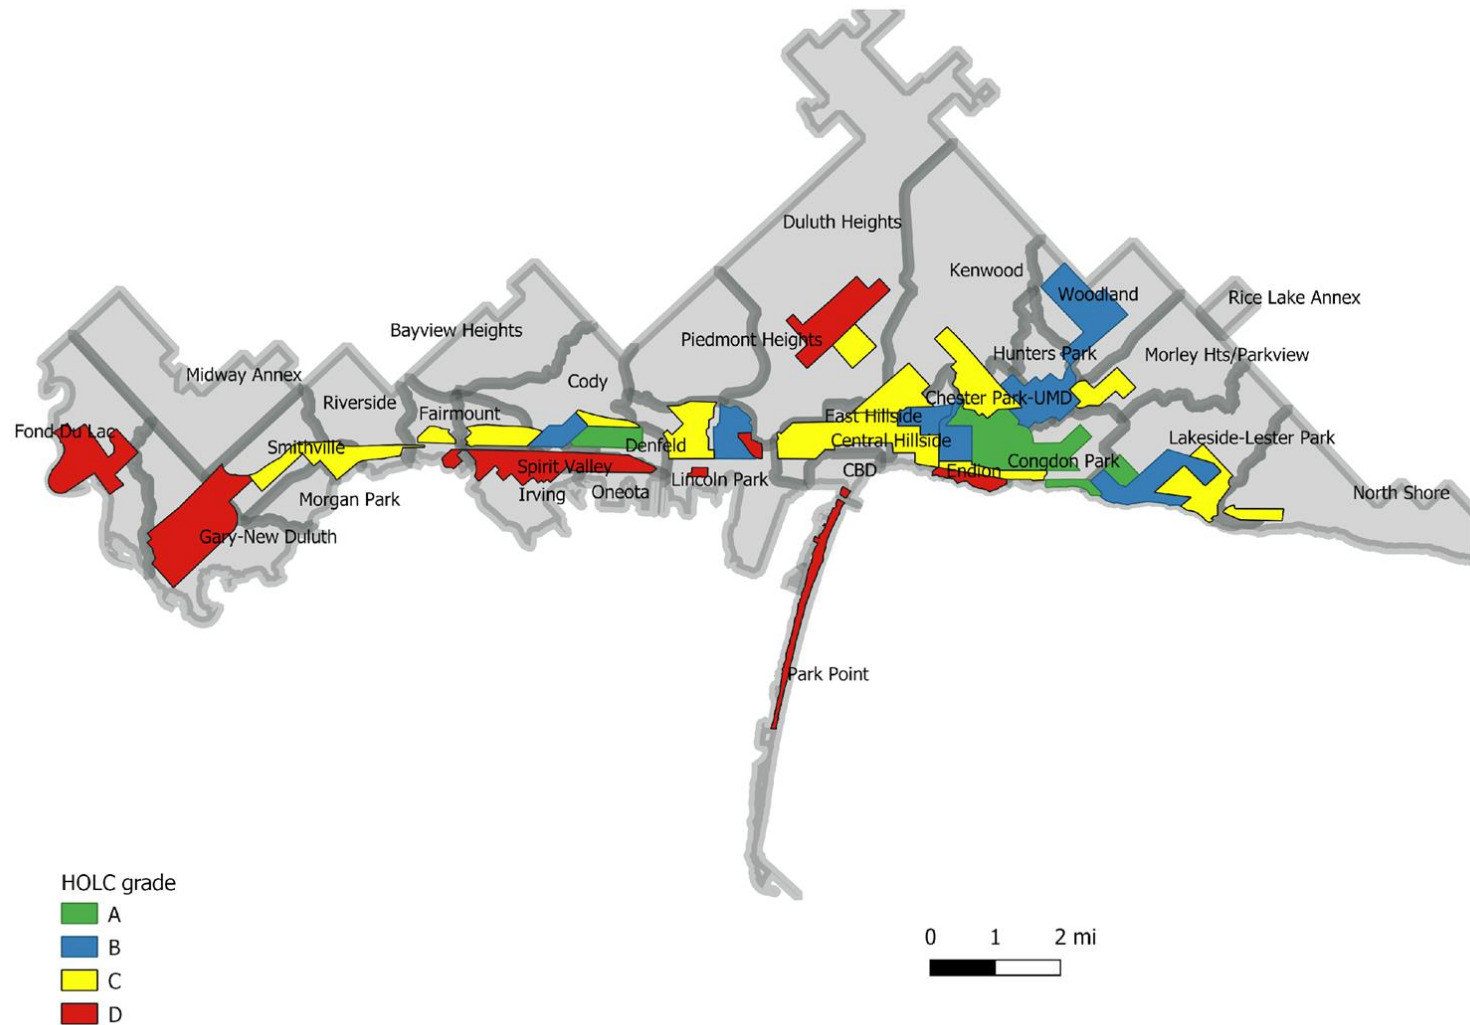 Duluth Heights
Kenwood
Woodland
Rice Lake Annex
Bayview Heights
Piedmont Heights
Hunters Park
Morley Hts/Parkview
Midway Annex
Cody
Riverside
Fairmount
Chester Park-UMD
East Hillside
Fond Du Lac
Smithville
Denfeld
Central Hillside
Lakeside-Lester Park
Spirit Valley
CBD
Endion
Congdon Park
Lincoln Park
Irving
Oneota
Morgan Park
North Shore
Gary-New Duluth
Park Point
HOLC grade
A
B
C
D
0 1 2 mi